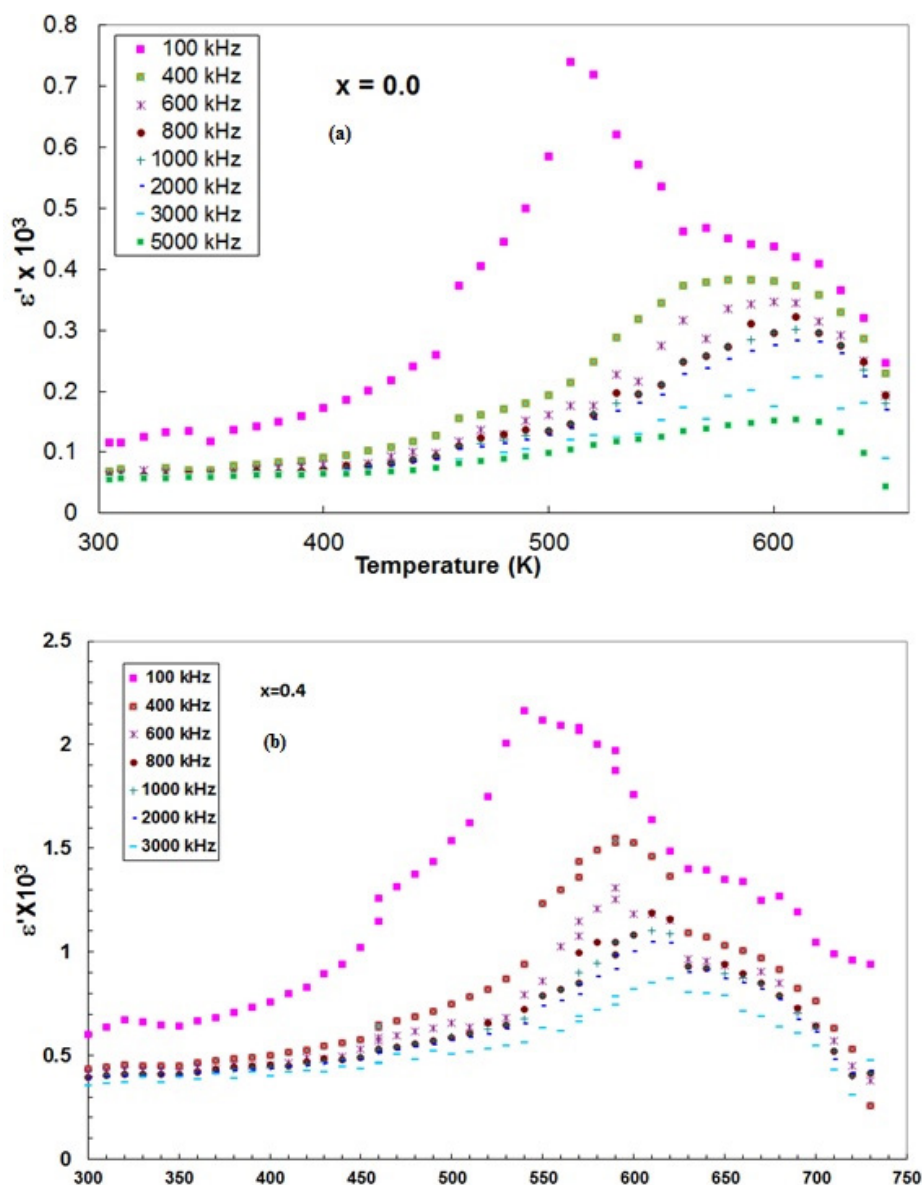 0.8
0.7
0.6
0.5
0.4
0.3
0.2
0.1
0
ε' x 10³
100 kHz
400 kHz
600 kHz
800 kHz
1000 kHz
2000 kHz
3000 kHz
5000 kHz
x = 0.0
(a)
300 400 500 600
Temperature (K)
2.5
2
1.5
1
0.5
0
ε'X10³
100 kHz
400 kHz
600 kHz
800 kHz
1000 kHz
2000 kHz
3000 kHz
x=0.4
(b)
300 350 400 450 500 550 600 650 700 750